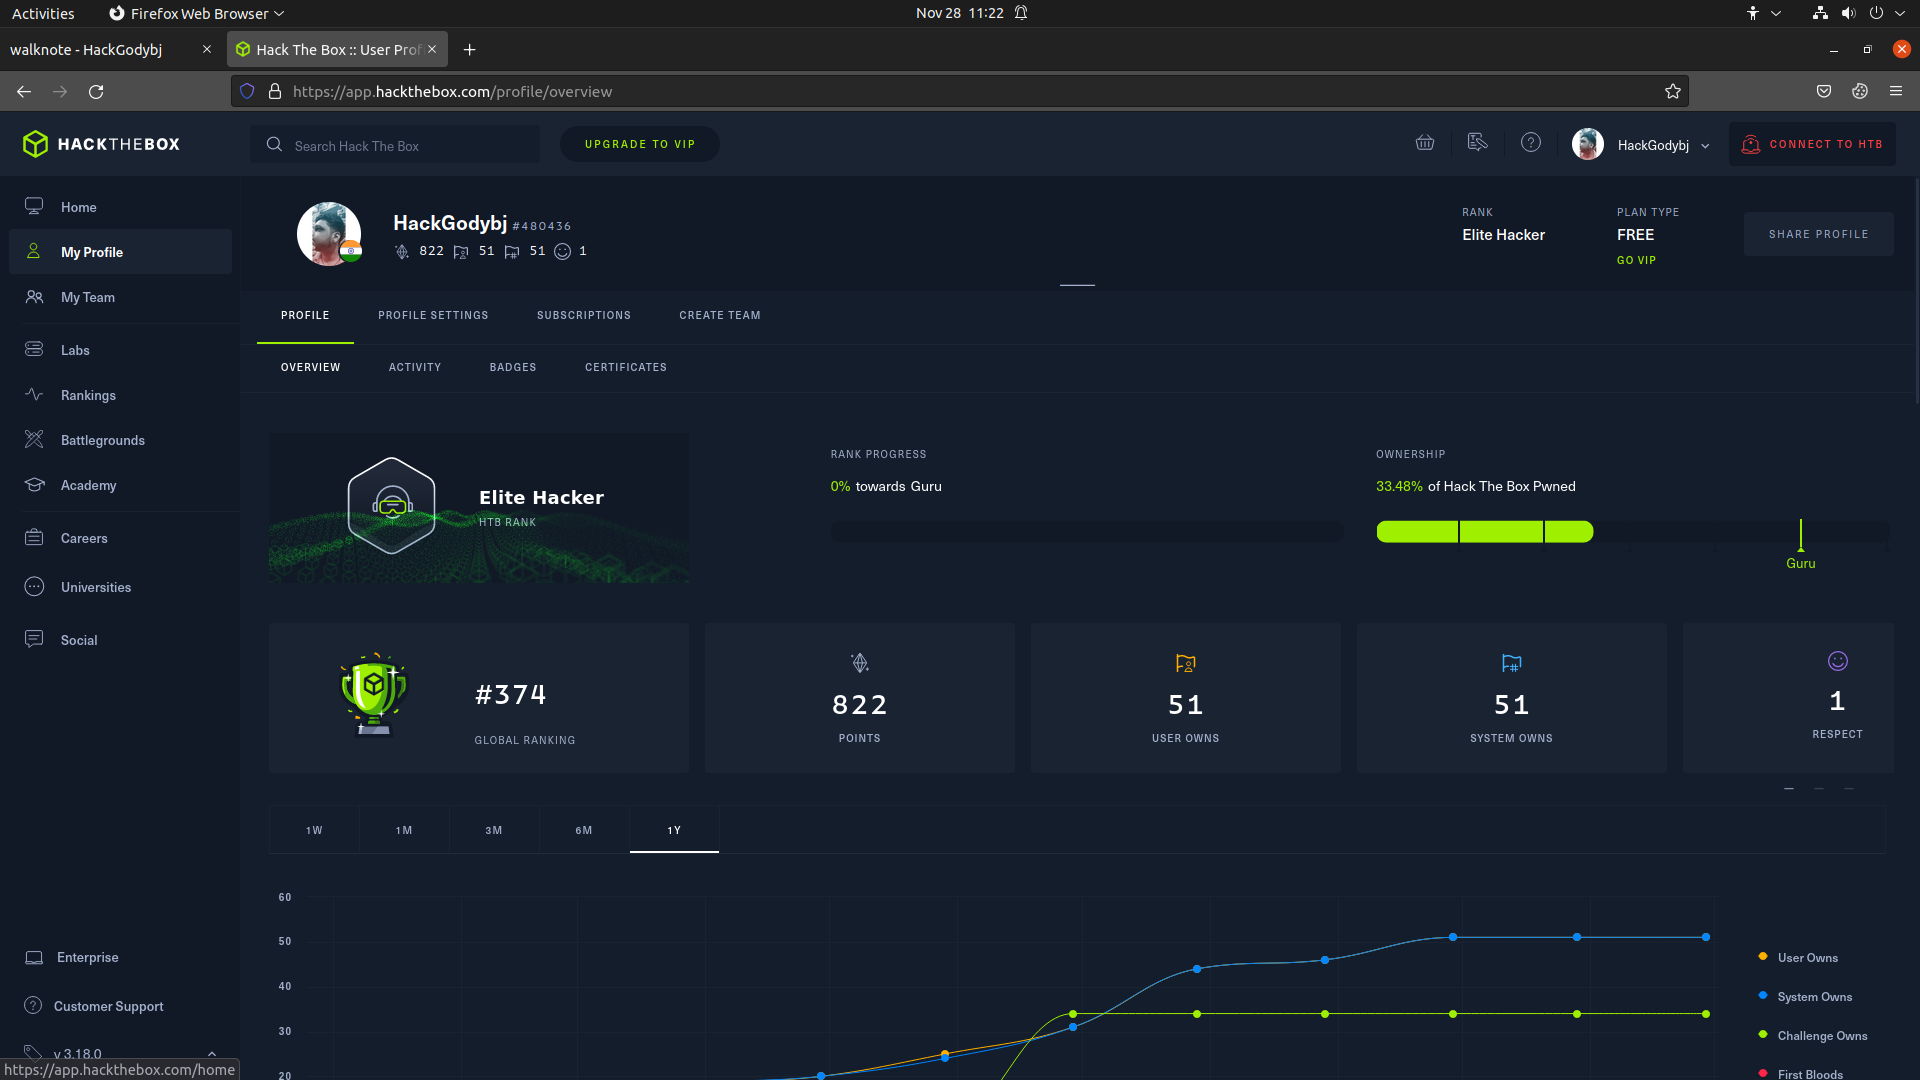 Activities
Firefox Web Browser
Nov 28 11:22
walknote - HackGodybj
Hack The Box :: User Prof
https://app.hackthebox.com/profile/overview
HACKTHEBOX
Search Hack The Box
UPGRADE TO VIP
HackGodybj
CONNECT TO HTB
Home
My Profile
My Team
Labs
Rankings
Battlegrounds
Academy
Careers
Universities
Social
Enterprise
Customer Support
v 3.18.0
https://app.hackthebox.com/home
HackGodybj #480436
822 51 51 1
RANK
Elite Hacker
PLAN TYPE
FREE
GO VIP
SHARE PROFILE
PROFILE PROFILE SETTINGS SUBSCRIPTIONS CREATE TEAM
OVERVIEW ACTIVITY BADGES CERTIFICATES
Elite Hacker
HTB RANK
RANK PROGRESS
0% towards Guru
OWNERSHIP
33.48% of Hack The Box Pwned
Guru
#374
GLOBAL RANKING
822
POINTS
51
USER OWNS
51
SYSTEM OWNS
1
RESPECT
1W 1M 3M 6M 1Y
60
50
40
30
20
User Owns
System Owns
Challenge Owns
First Bloods